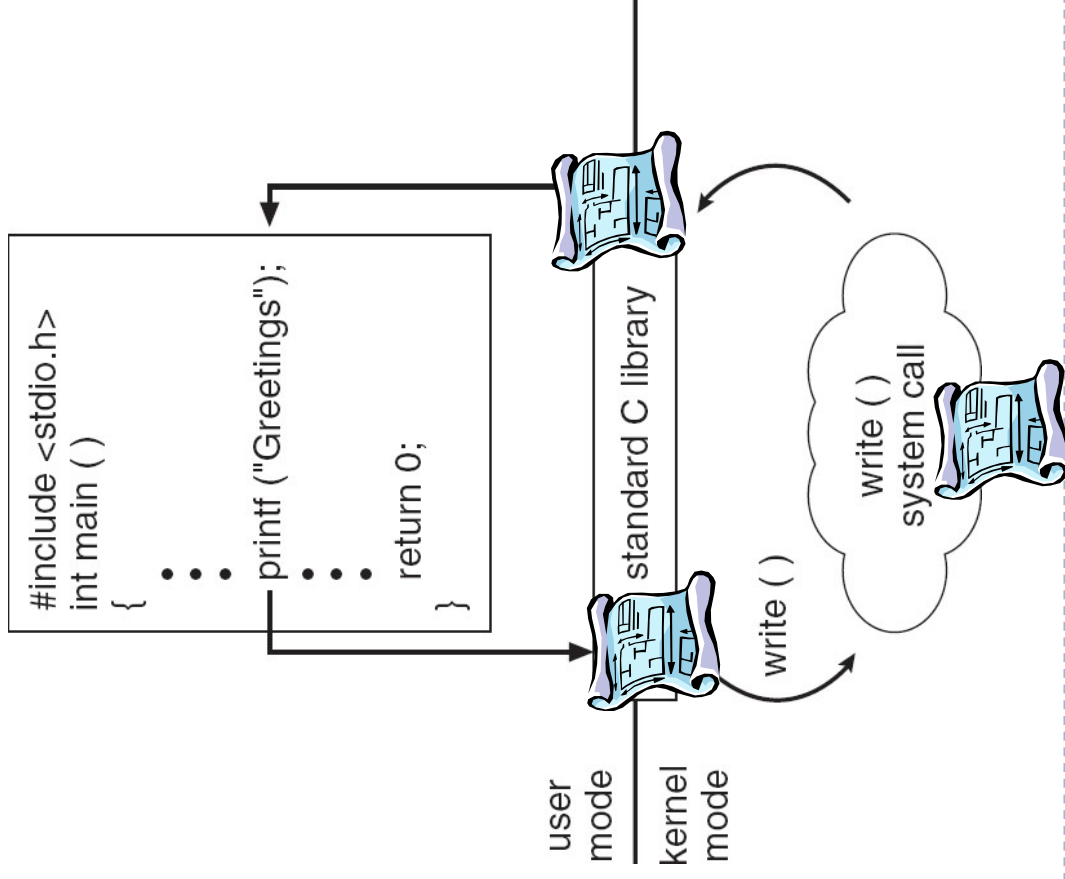 #include <stdio.h>
int main ( )
{
•
•
•
printf ("Greetings");
•
•
•
return 0;
}
user
mode
standard C library
kernel
mode
write ( )
write ( )
system call